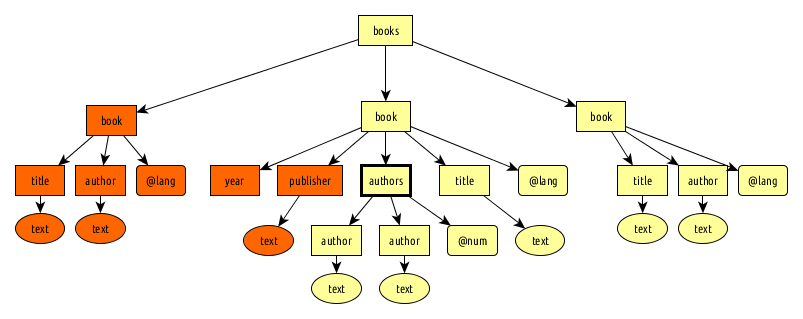 books
book book book
title author @lang year publisher authors title @lang title author @lang
text text text author author @num text text text
text text